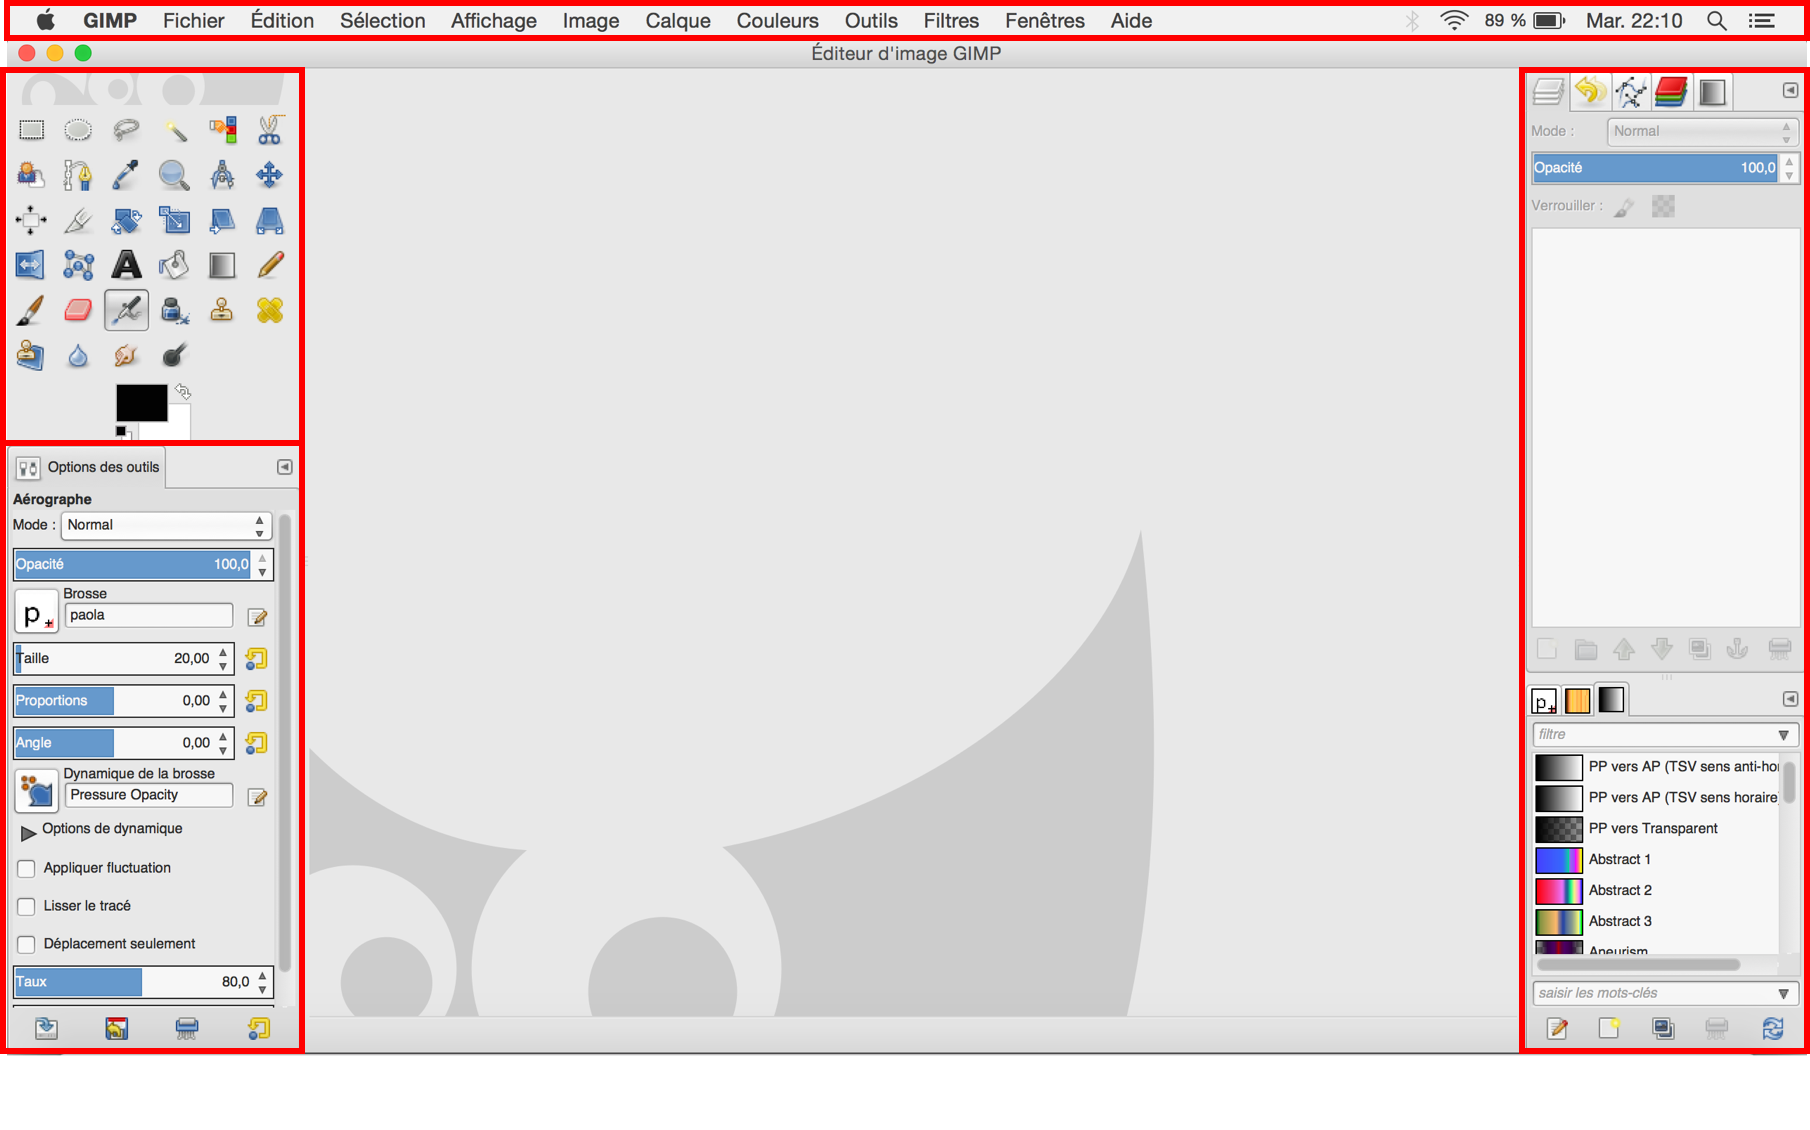 GIMP Fichier Édition Sélection Affichage Image Calque Couleurs Outils Filtres Fenêtres Aide 89 % Mar. 22:10
Éditeur d'image GIMP
Options des outils
Aérographe
Mode : Normal
Opacité 100,0
Brosse
p
paola
Taille 20,00
Proportions 0,00
Angle 0,00
Dynamique de la brosse
Pressure Opacity
Options de dynamique
Appliquer fluctuation
Lisser le tracé
Déplacement seulement
Taux 80,0
Mode : Normal
Opacité 100,0
Verrouiller :
p
filtre
PP vers AP (TSV sens anti-hor
PP vers AP (TSV sens horaire)
PP vers Transparent
Abstract 1
Abstract 2
Abstract 3
Aneurism
saisir les mots-clés